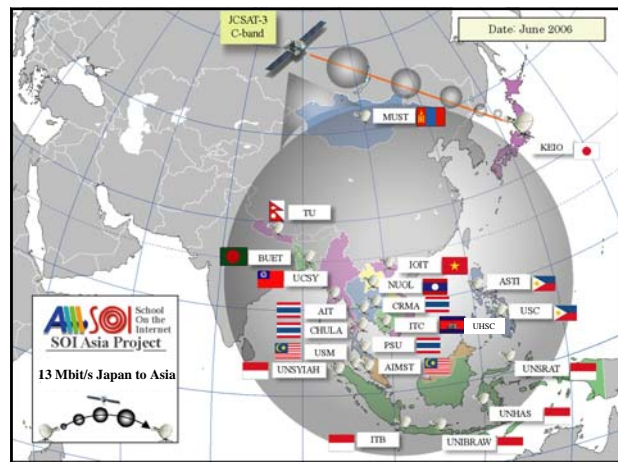 JCSAT-3
C-band
Date: June 2006
MUST
KEIO
TU
BUET
UCSY
IOIT
NUOL
ASTI
AIT
CRMA
USC
CHULA
ITC
UHSC
USM
PSU
UNSYIAH
AIMST
UNSRAT
UNHAS
ITB
UNIBRAW
AI3
SOI
School
On the
Internet
SOI Asia Project
13 Mbit/s Japan to Asia